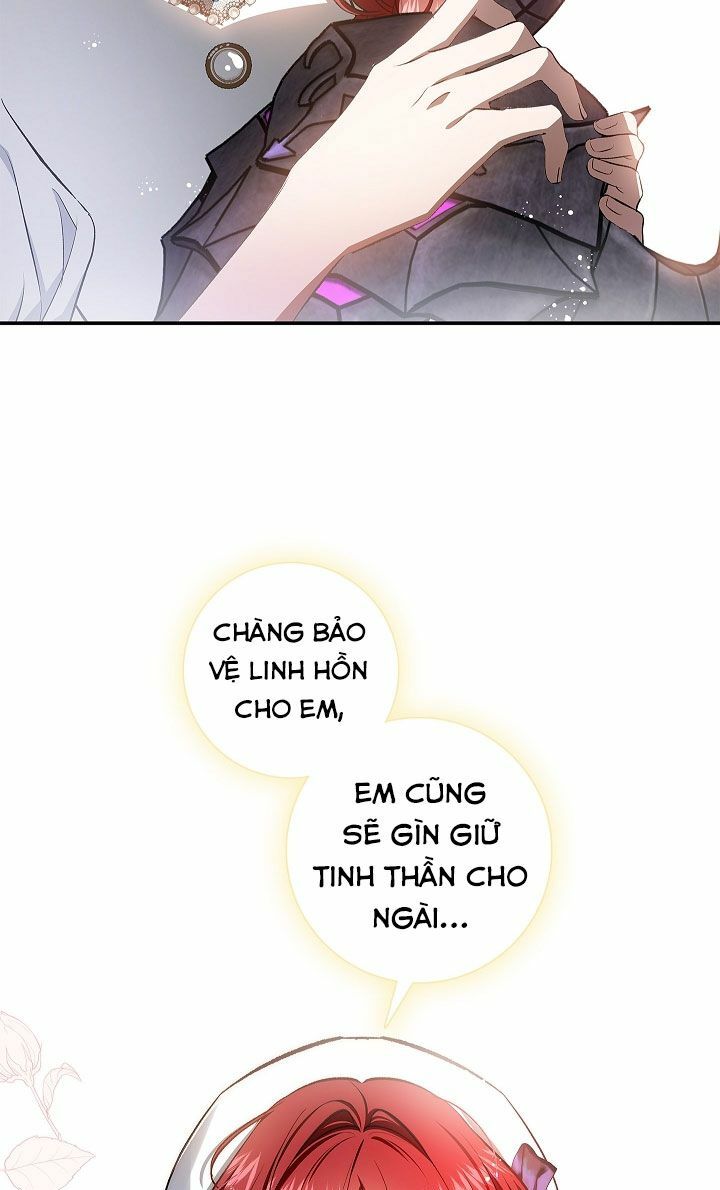 CHÀNG BẢO
VỆ LINH HỒN
CHO EM,
EM CŨNG
SẼ GÌN GIỮ
TINH THẦN CHO
NGÀI...